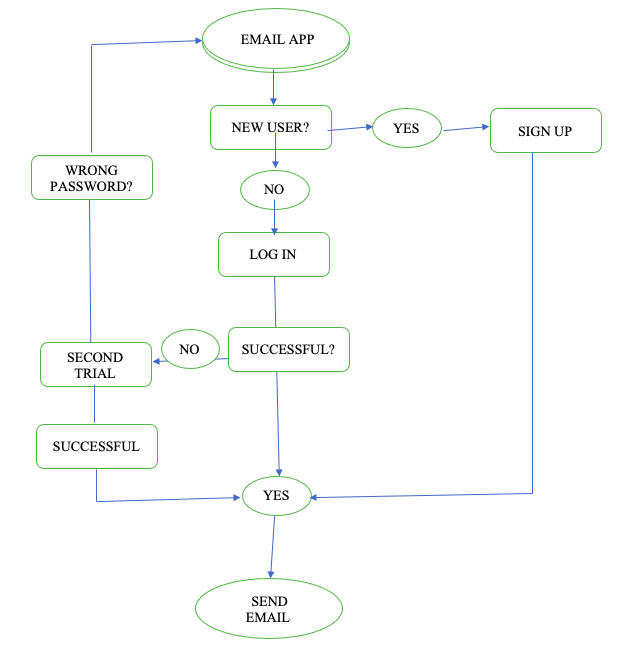 EMAIL APP
NEW USER?
YES
SIGN UP
WRONG
PASSWORD?
NO
LOG IN
NO
SUCCESSFUL?
SECOND
TRIAL
SUCCESSFUL
YES
SEND
EMAIL